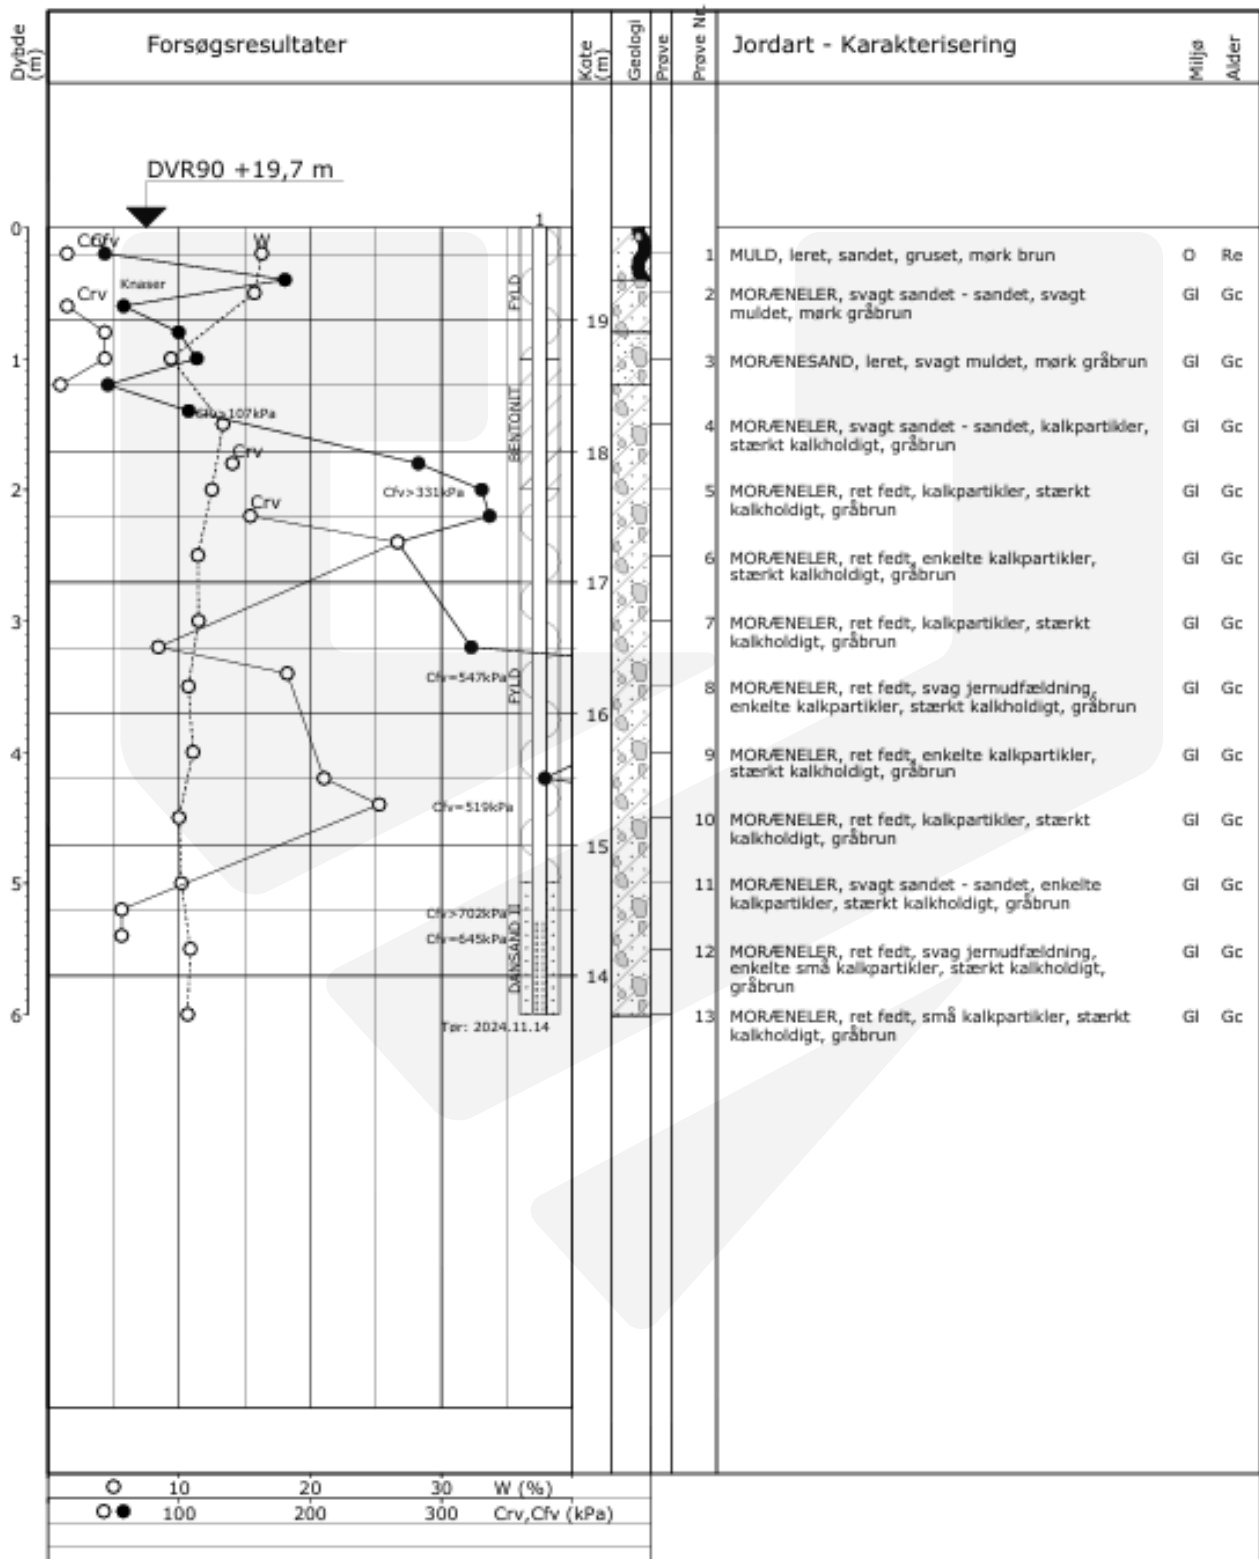 Dybde (m)
Forsøgsresultater
Kote (m)
Geologi
Prøve
Prøve Nr.
Jordart - Karakterisering
Miljø
Alder
DVR90 +19,7 m
0
1
2
3
4
5
6
Crv
Cfv
W
Knaser
Crv
Cfv>107kPa
Crv
Cfv>331kPa
Crv
Cfv=547kPa
Cfv=519kPa
Cfv>702kPa
Cfv=645kPa
Tør: 2024.11.14
1
FYLD
BENTONIT
FYLD
DANSAND II
19
18
17
16
15
14
1 MULD, leret, sandet, gruset, mørk brun O Re
2 MORÆNELER, svagt sandet - sandet, svagt Gl Gc
muldet, mørk gråbrun
3 MORÆNESAND, leret, svagt muldet, mørk gråbrun Gl Gc
4 MORÆNELER, svagt sandet - sandet, kalkpartikler, Gl Gc
stærkt kalkholdigt, gråbrun
5 MORÆNELER, ret fedt, kalkpartikler, stærkt Gl Gc
kalkholdigt, gråbrun
6 MORÆNELER, ret fedt, enkelte kalkpartikler, Gl Gc
stærkt kalkholdigt, gråbrun
7 MORÆNELER, ret fedt, kalkpartikler, stærkt Gl Gc
kalkholdigt, gråbrun
8 MORÆNELER, ret fedt, svag jernudfældning, Gl Gc
enkelte kalkpartikler, stærkt kalkholdigt, gråbrun
9 MORÆNELER, ret fedt, enkelte kalkpartikler, Gl Gc
stærkt kalkholdigt, gråbrun
10 MORÆNELER, ret fedt, kalkpartikler, stærkt Gl Gc
kalkholdigt, gråbrun
11 MORÆNELER, svagt sandet - sandet, enkelte Gl Gc
kalkpartikler, stærkt kalkholdigt, gråbrun
12 MORÆNELER, ret fedt, svag jernudfældning, Gl Gc
enkelte små kalkpartikler, stærkt kalkholdigt,
gråbrun
13 MORÆNELER, ret fedt, små kalkpartikler, stærkt Gl Gc
kalkholdigt, gråbrun
10 20 30 W (%)
100 200 300 Crv,Cfv (kPa)